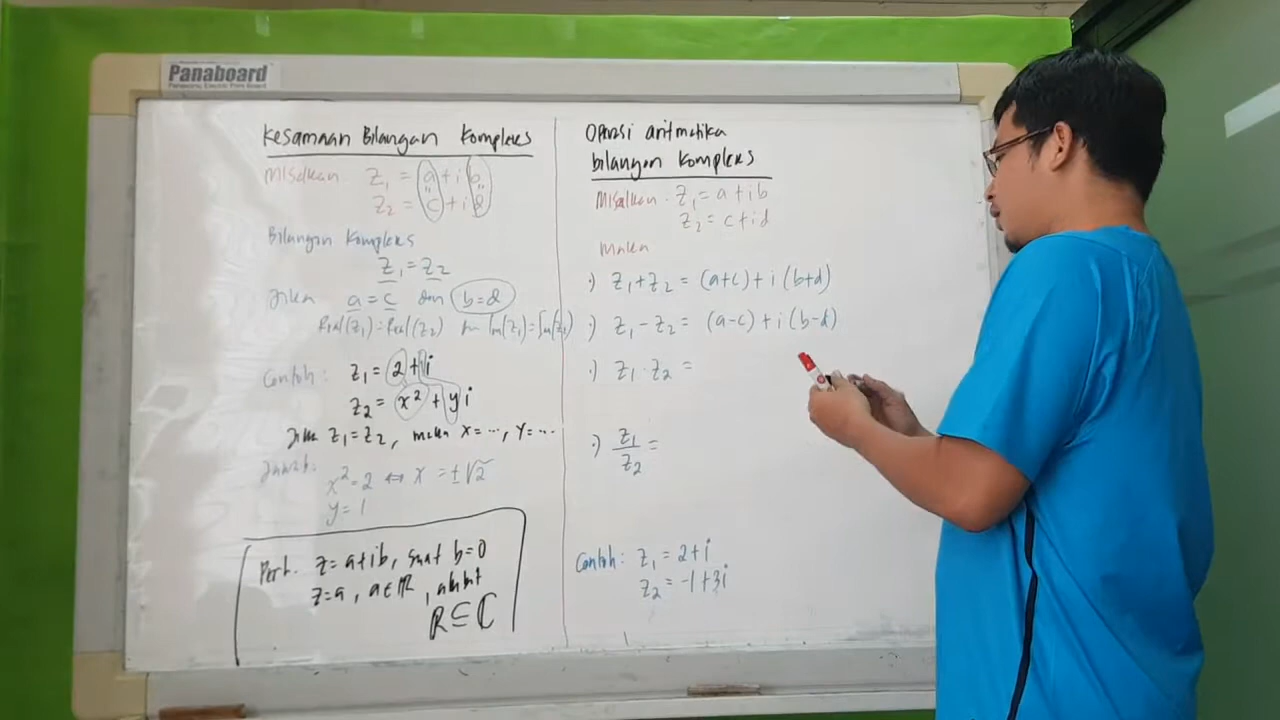 Panaboard
Kesamaan Bilangan Kompleks
Misalkan: z₁ = a + i b
z₂ = c + i d
Bilangan Kompleks
z₁ = z₂
Jika a = c dan b = d
Real(z₁) = Real(z₂) dan Im(z₁) = Im(z₂)
Contoh: z₁ = 2 + 1i
z₂ = x² + y i
Jika z₁ = z₂, maka x = ..., y = ...
Jawab: x² = 2 ⟺ x = ±√2
y = 1
Perh. z = a + ib, saat b = 0
z = a, a ∈ ℝ, akibat
ℝ ⊆ ℂ
Operasi aritmatika
bilangan kompleks
Misalkan: z₁ = a + i b
z₂ = c + i d
Maka
·) z₁ + z₂ = (a+c) + i (b+d)
·) z₁ - z₂ = (a-c) + i (b-d)
·) z₁ · z₂ =
·) z₁/z₂ =
Contoh: z₁ = 2 + i
z₂ = -1 + 3i